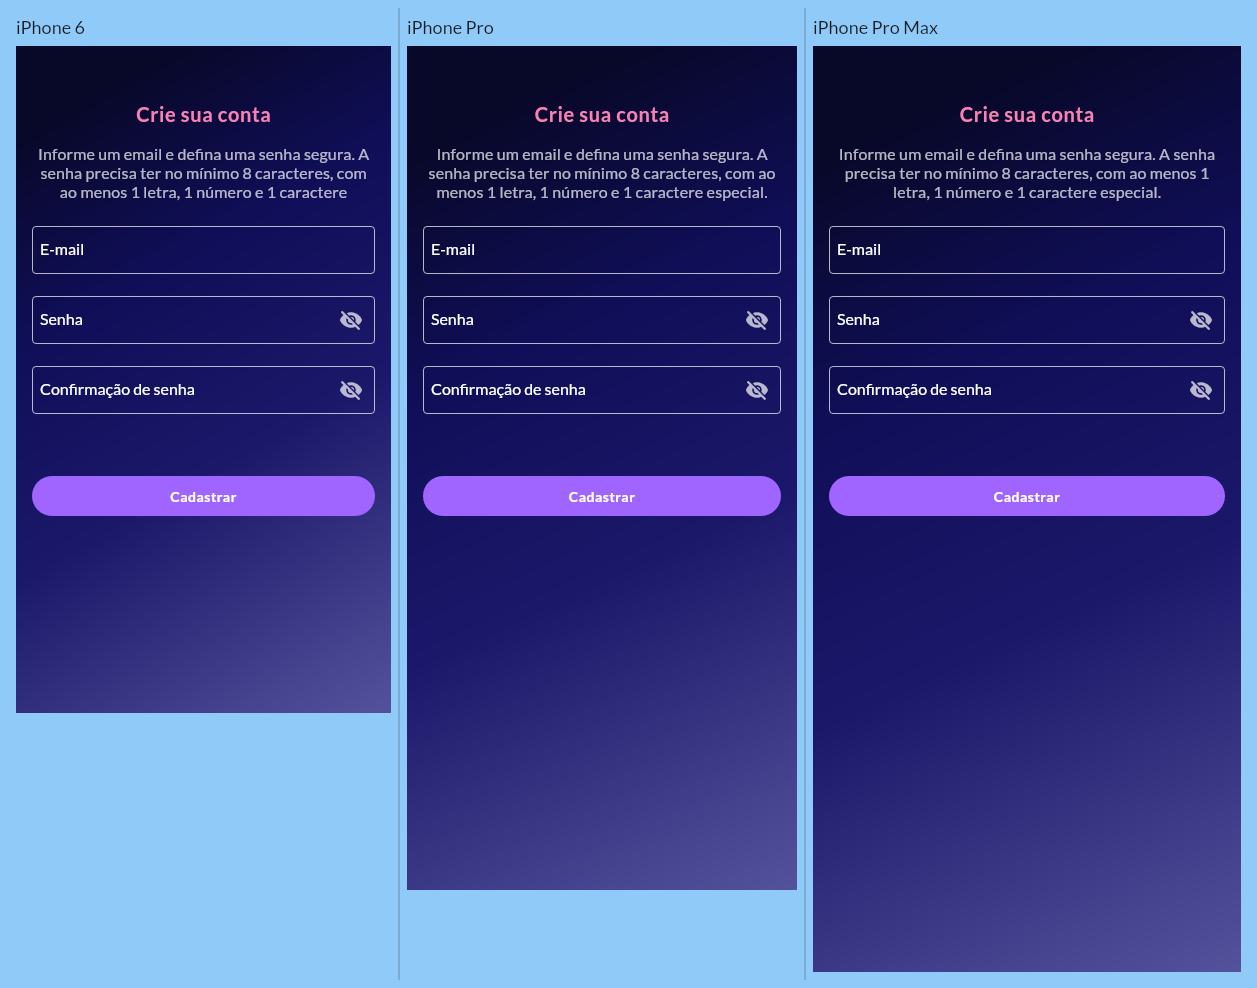 iPhone 6
Crie sua conta
Informe um email e defina uma senha segura. A
senha precisa ter no mínimo 8 caracteres, com
ao menos 1 letra, 1 número e 1 caractere
E-mail
Senha
Confirmação de senha
Cadastrar
iPhone Pro
Crie sua conta
Informe um email e defina uma senha segura. A
senha precisa ter no mínimo 8 caracteres, com ao
menos 1 letra, 1 número e 1 caractere especial.
E-mail
Senha
Confirmação de senha
Cadastrar
iPhone Pro Max
Crie sua conta
Informe um email e defina uma senha segura. A senha
precisa ter no mínimo 8 caracteres, com ao menos 1
letra, 1 número e 1 caractere especial.
E-mail
Senha
Confirmação de senha
Cadastrar